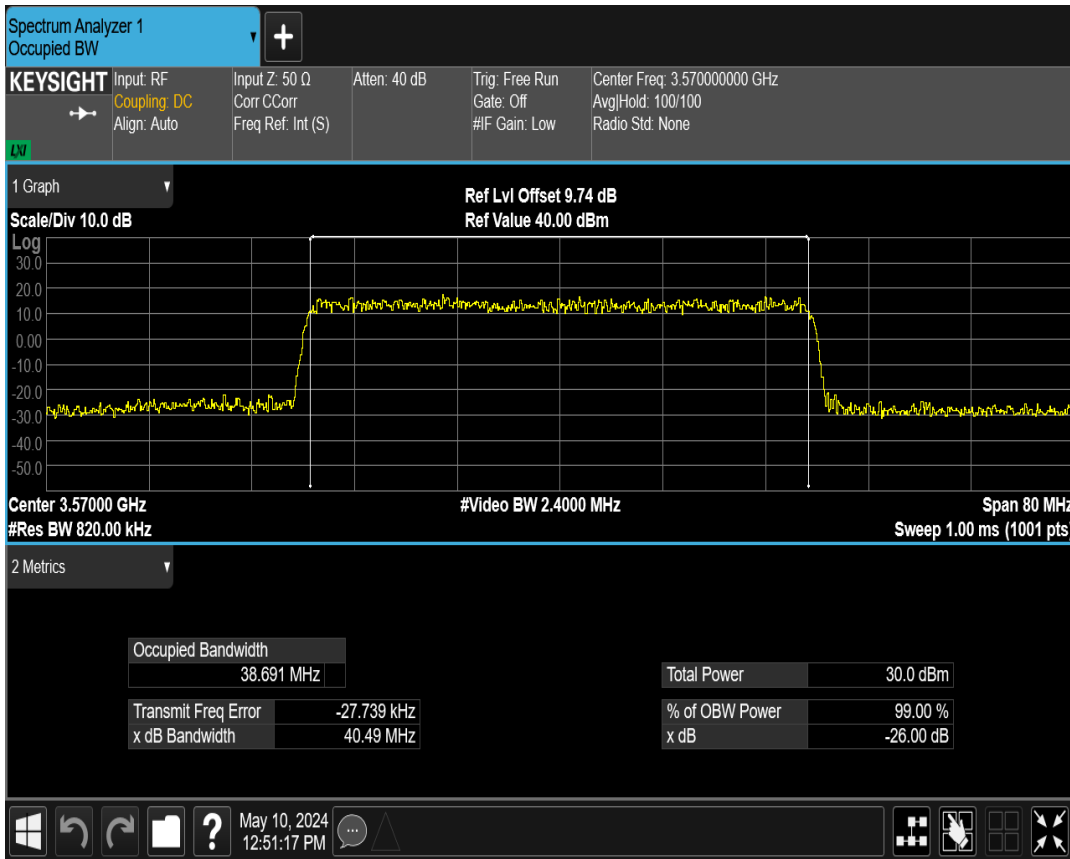 Spectrum Analyzer 1
Occupied BW
+
KEYSIGHT
LXI
Input: RF
Coupling: DC
Align: Auto
Input Z: 50 Ω
Corr CCorr
Freq Ref: Int (S)
Atten: 40 dB
Trig: Free Run
Gate: Off
#IF Gain: Low
Center Freq: 3.570000000 GHz
Avg|Hold: 100/100
Radio Std: None
1 Graph
Scale/Div 10.0 dB
Ref Lvl Offset 9.74 dB
Ref Value 40.00 dBm
Log
30.0
20.0
10.0
0.00
-10.0
-20.0
-30.0
-40.0
-50.0
Center 3.57000 GHz
#Video BW 2.4000 MHz
Span 80 MHz
#Res BW 820.00 kHz
Sweep 1.00 ms (1001 pts)
2 Metrics
Occupied Bandwidth
38.691 MHz
Transmit Freq Error -27.739 kHz
x dB Bandwidth 40.49 MHz
Total Power 30.0 dBm
% of OBW Power 99.00 %
x dB -26.00 dB
?
May 10, 2024
12:51:17 PM